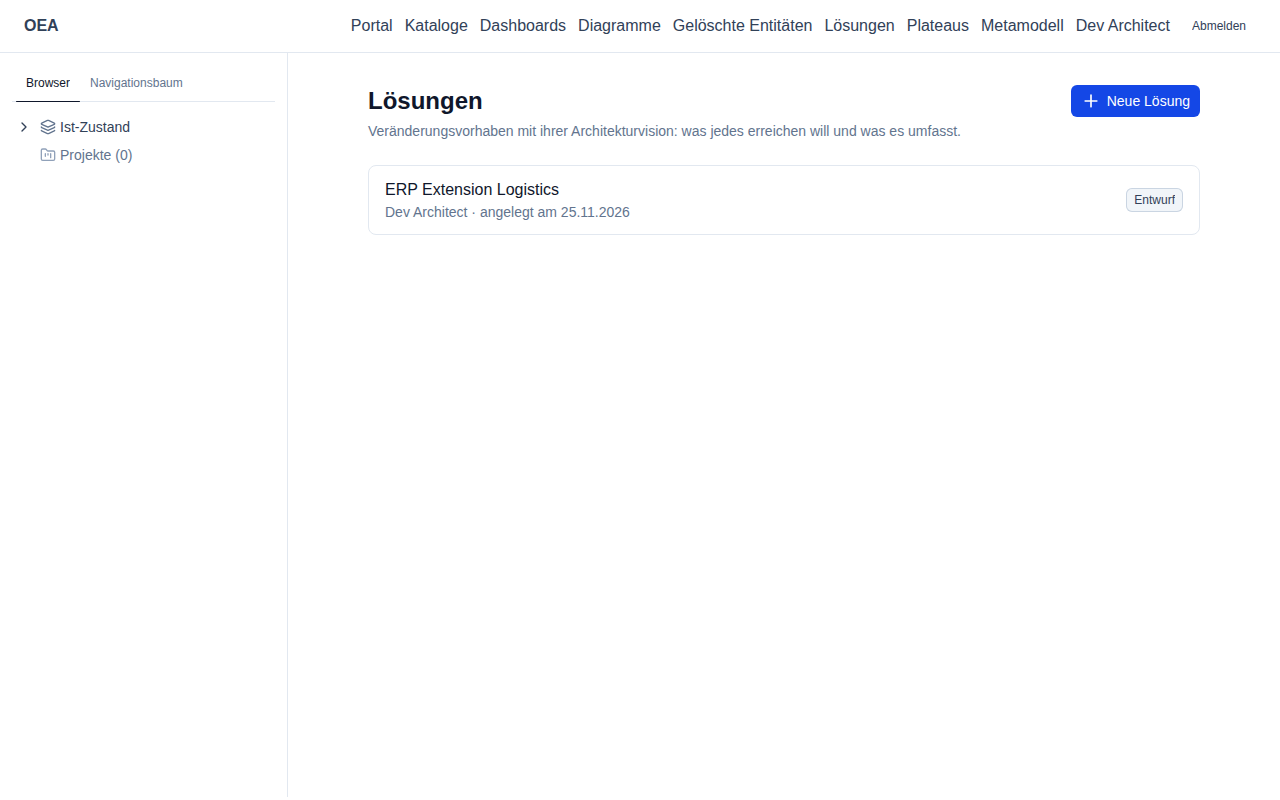 OEA
Portal Kataloge Dashboards Diagramme Gelöschte Entitäten Lösungen Plateaus Metamodell Dev Architect Abmelden
Browser Navigationsbaum
Ist-Zustand
Projekte (0)
Lösungen
Neue Lösung
Veränderungsvorhaben mit ihrer Architekturvision: was jedes erreichen will und was es umfasst.
ERP Extension Logistics
Dev Architect · angelegt am 25.11.2026
Entwurf